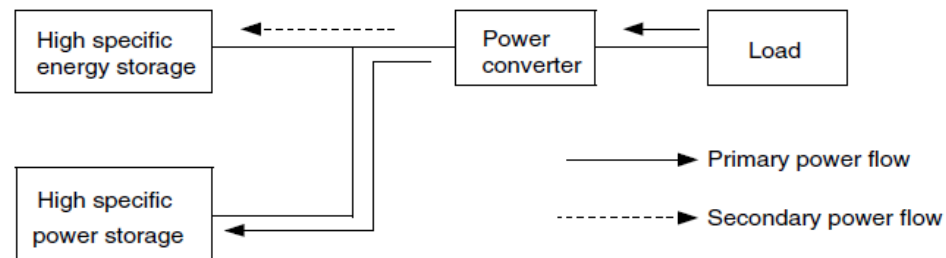 High specific
energy storage
Power
converter
Load
High specific
power storage
Primary power flow
Secondary power flow